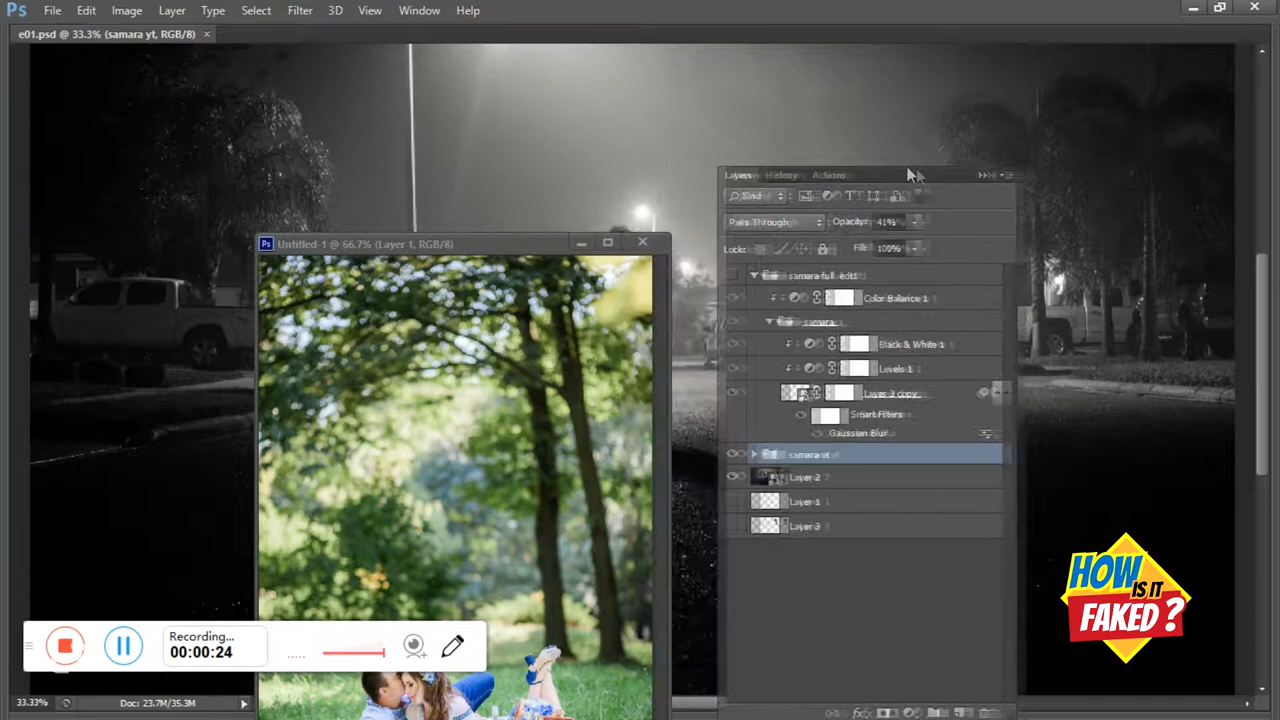 Ps File Edit Image Layer Type Select Filter 3D View Window Help
e01.psd @ 33.3% (samara yt, RGB/8) ×
Layers History Actions
Kind
Pass Through Opacity: 41%
Lock: Fill: 100%
Ps Untitled-1 @ 66.7% (Layer 1, RGB/8)
samara full edit1
Color Balance 1
samara
Black & White 1
Levels 1
Layer 3 copy
Smart Filters
Gaussian Blur
samara yt
Layer 2
Layer 1
Layer 3
HOW
IS IT
FAKED?
Recording...
00:00:24
33.33% Doc: 23.7M/35.3M